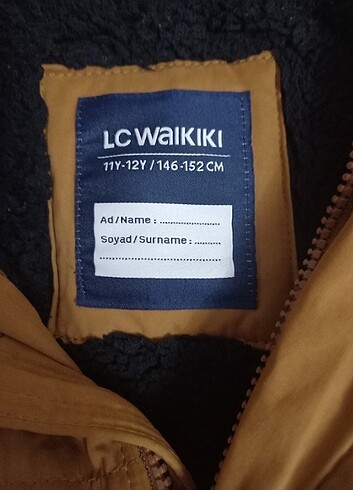 LC WAIKIKI
11Y-12Y / 146-152 CM
Ad/Name : ....................
Soyad/Surname : .........
........................................